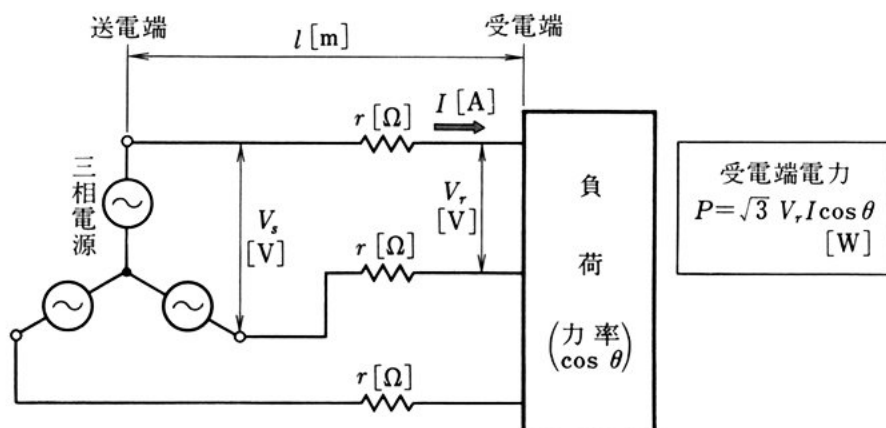 送電端
l [m]
受電端
r [Ω]
I [A]
三相電源
V_s
[V]
V_r
[V]
r [Ω]
r [Ω]
負
荷
(力率
cos θ)
受電端電力
P=√3 V_r I cos θ
[W]